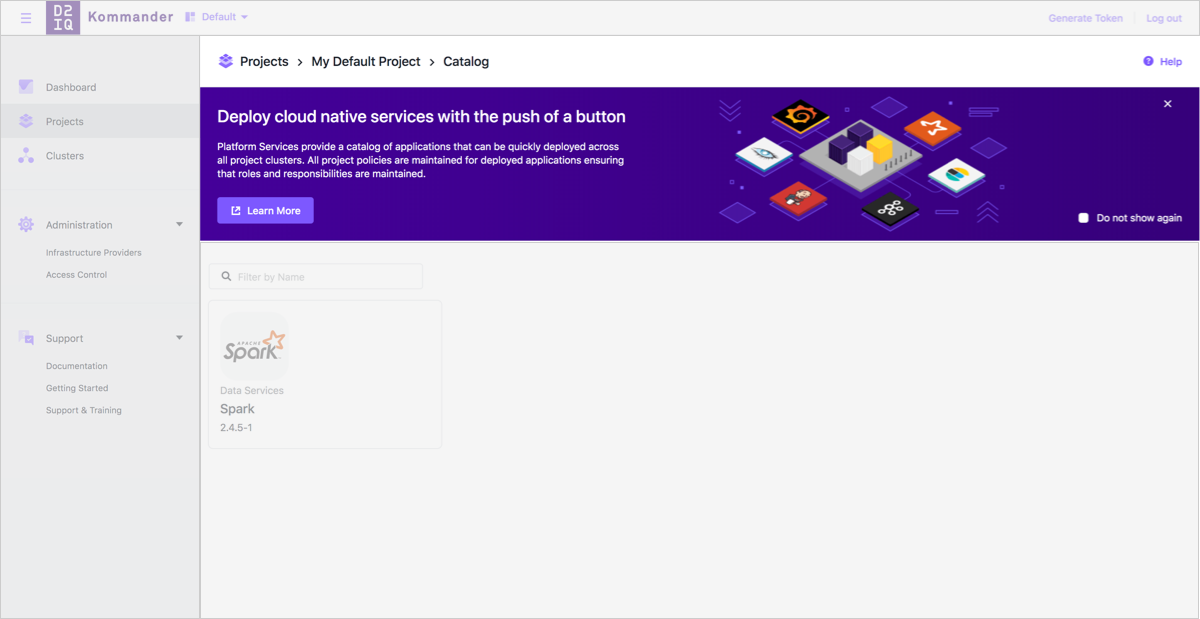 D2
IQ
Kommander
Default
Generate Token
Log out
Projects > My Default Project > Catalog
Help
Dashboard
Projects
Clusters
Administration
Infrastructure Providers
Access Control
Support
Documentation
Getting Started
Support & Training
Deploy cloud native services with the push of a button
Platform Services provide a catalog of applications that can be quickly deployed across
all project clusters. All project policies are maintained for deployed applications ensuring
that roles and responsibilities are maintained.
Learn More
Do not show again
Filter by Name
APACHE
Spark
Data Services
Spark
2.4.5-1